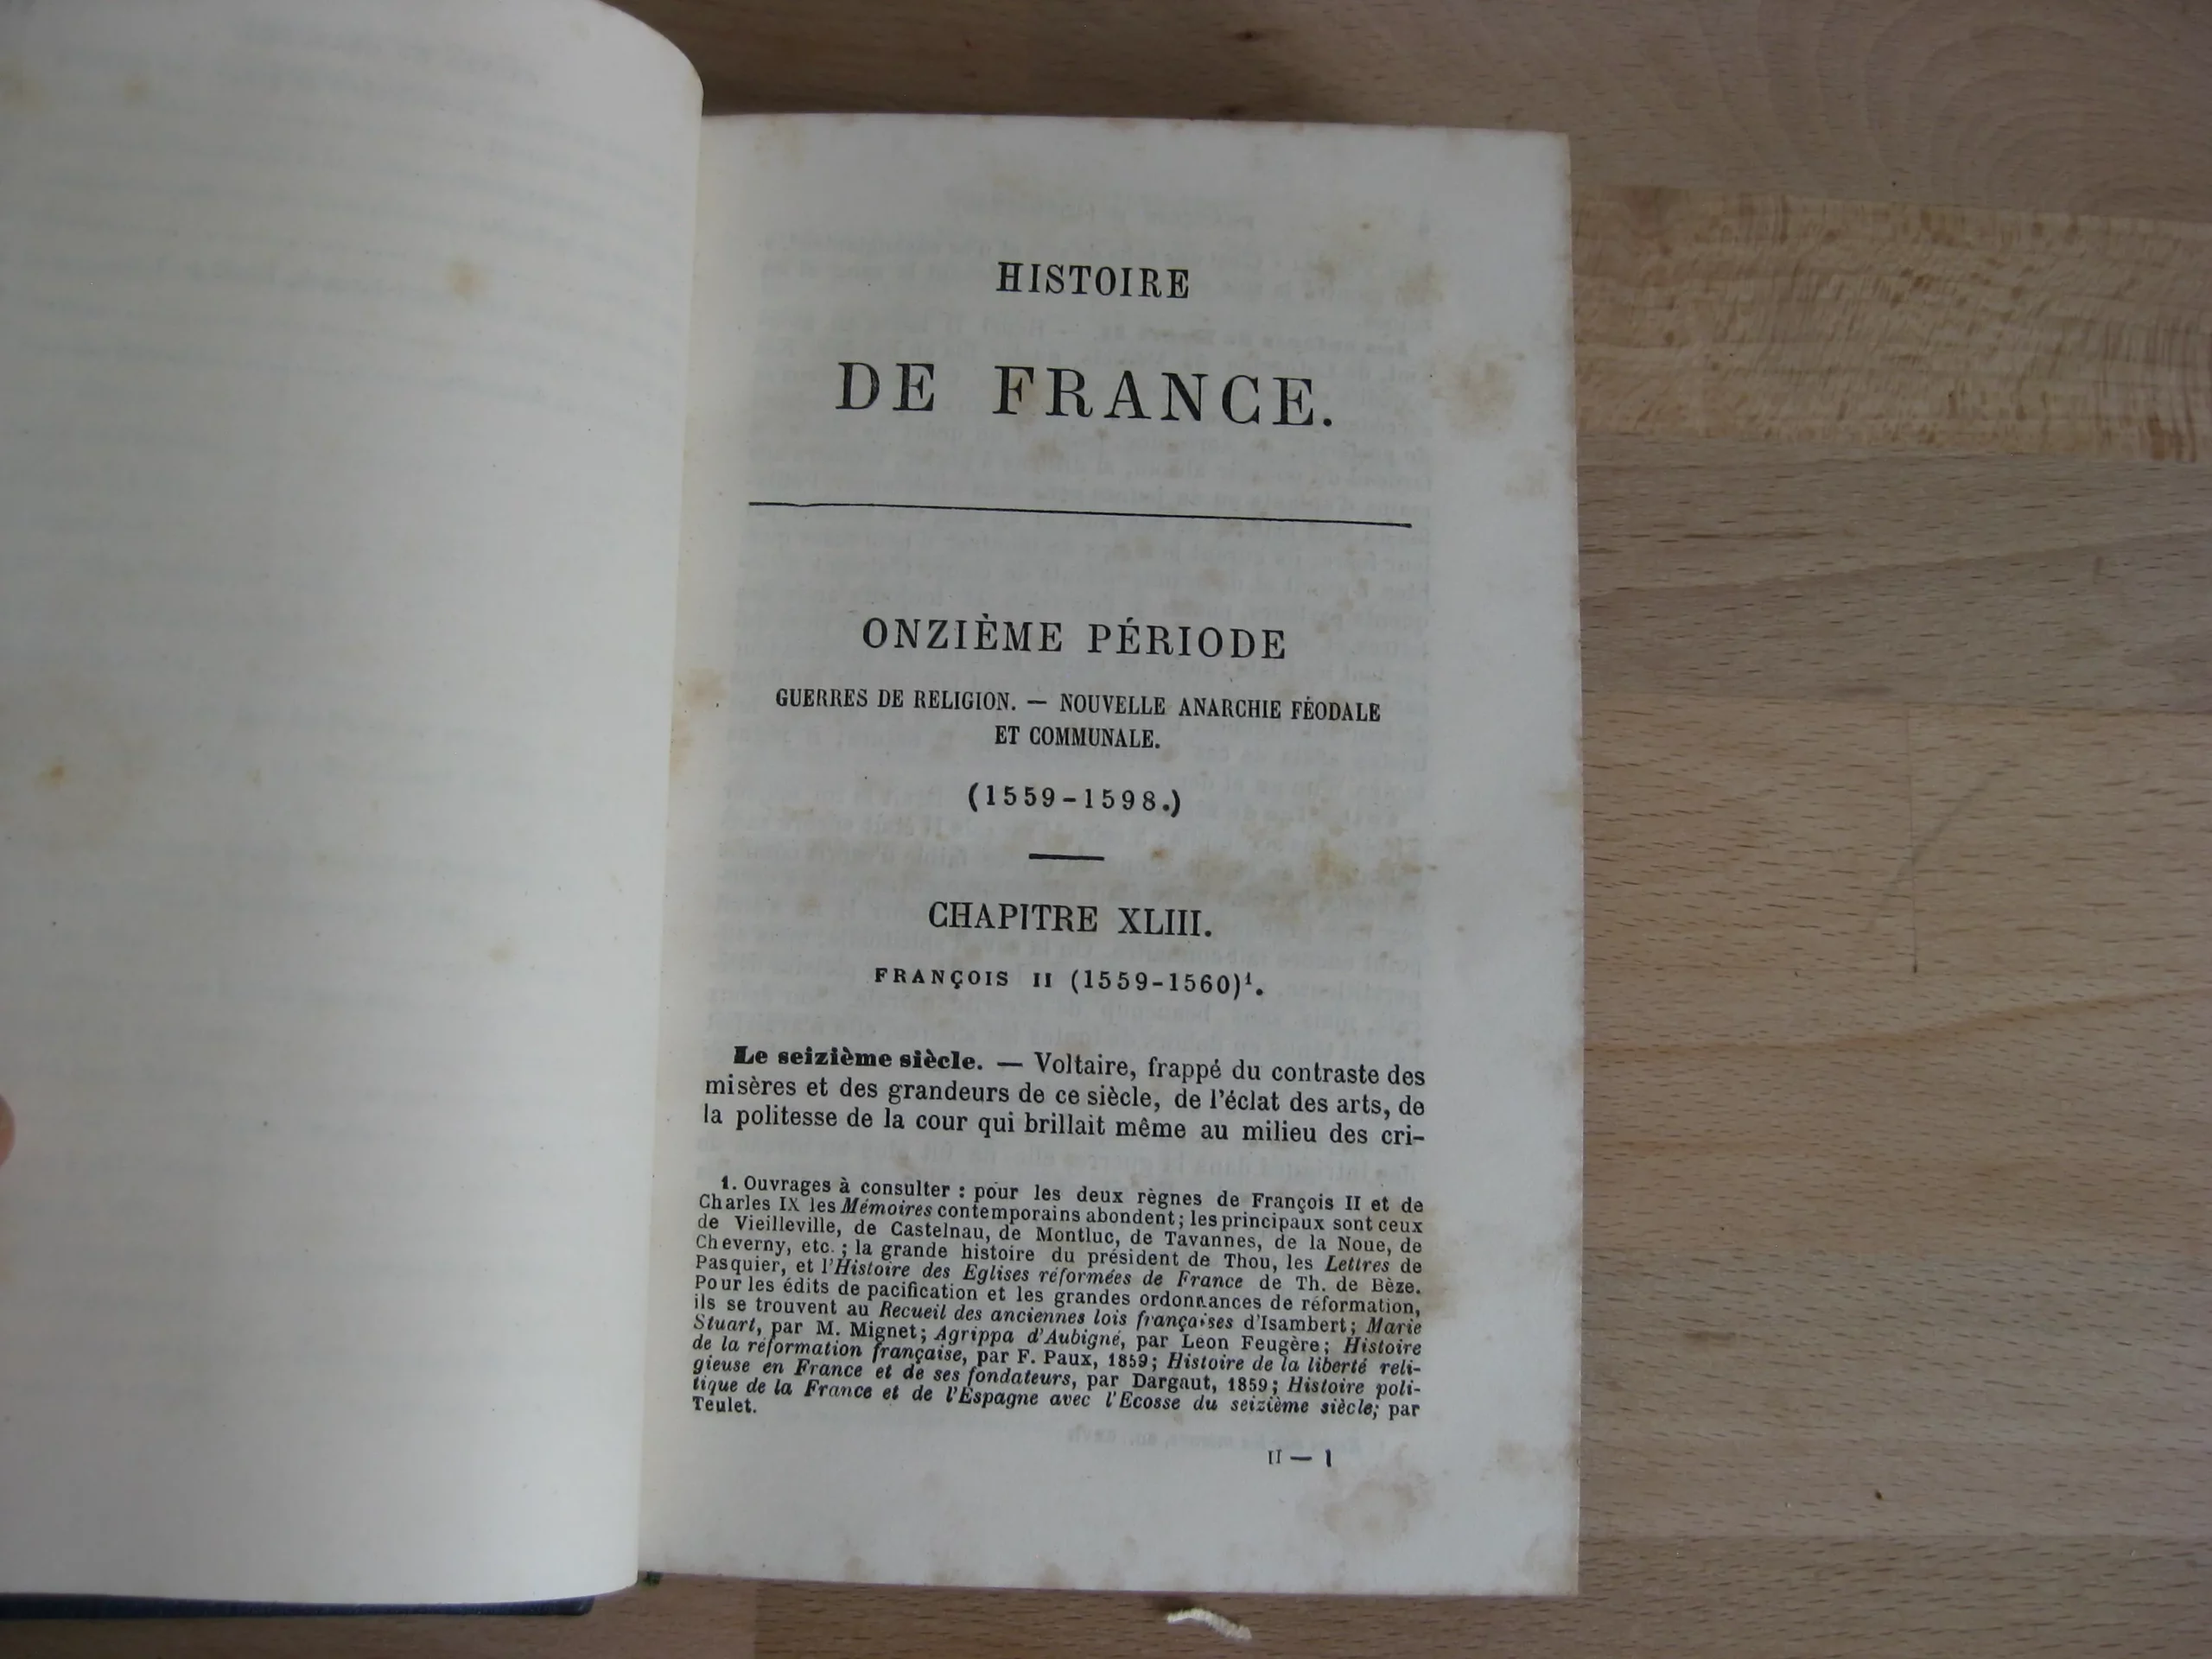 HISTOIRE
DE FRANCE.
ONZIÈME PÉRIODE
GUERRES DE RELIGION. — NOUVELLE ANARCHIE FÉODALE
ET COMMUNALE.
(1559-1598.)
CHAPITRE XLIII.
FRANÇOIS II (1559-1560)¹.
Le seizième siècle. — Voltaire, frappé du contraste des
misères et des grandeurs de ce siècle, de l'éclat des arts, de
la politesse de la cour qui brillait même au milieu des cri-
1. Ouvrages à consulter : pour les deux règnes de François II et de
Charles IX les Mémoires contemporains abondent ; les principaux sont ceux
de Vieilleville, de Castelnau, de Montluc, de Tavannes, de la Noue, de
Cheverny, etc. ; la grande histoire du président de Thou, les Lettres de
Pasquier, et l'Histoire des Eglises réformées de France de Th. de Bèze.
Pour les édits de pacification et les grandes ordonnances de réformation,
ils se trouvent au Recueil des anciennes lois françaises d'Isambert ; Marie
Stuart, par M. Mignet ; Agrippa d'Aubigné, par Leon Feugère ; Histoire
de la réformation française, par F. Paux, 1859 ; Histoire de la liberté reli-
gieuse en France et de ses fondateurs, par Dargaut, 1859 ; Histoire poli-
tique de la France et de l'Espagne avec l'Ecosse du seizième siècle; par
Teulet.
II — 1